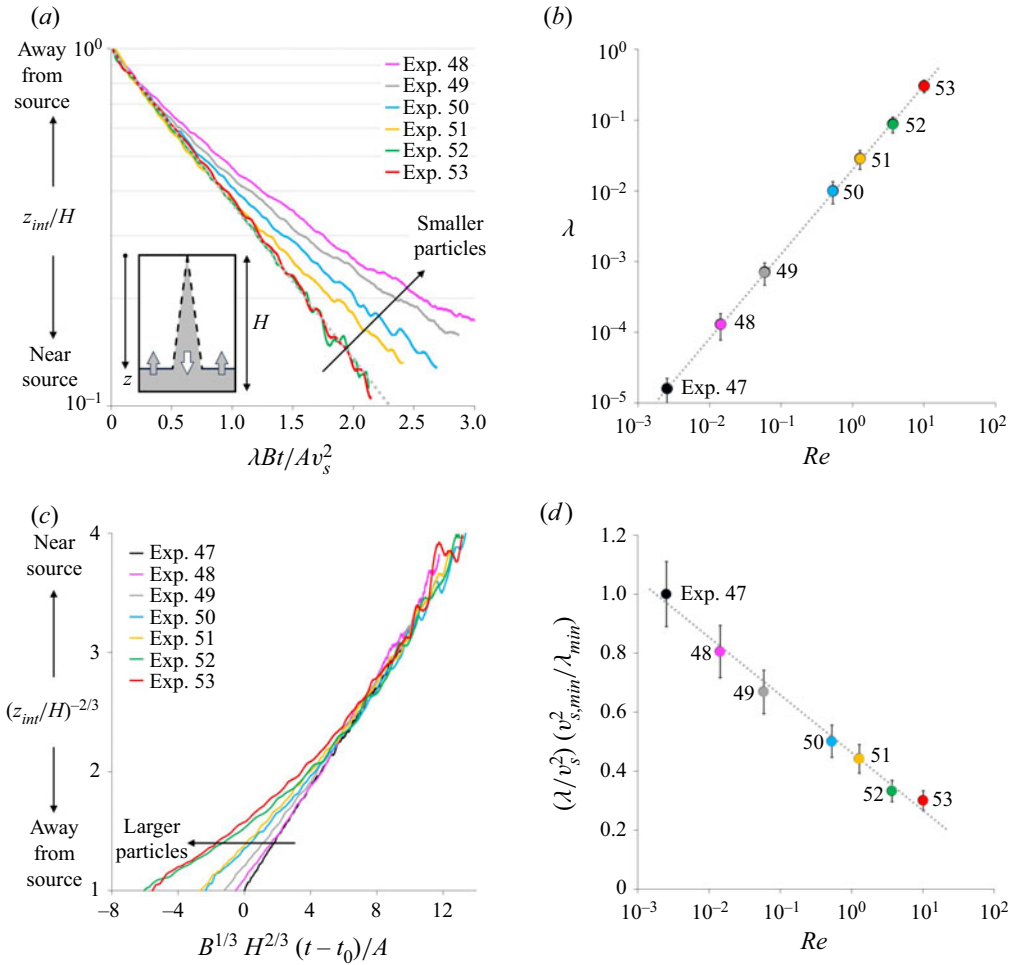 (a)
Away
from
source
z_int/H
Near
source
10^0
10^-1
Exp. 48
Exp. 49
Exp. 50
Exp. 51
Exp. 52
Exp. 53
Smaller
particles
H
z
0.0 0.5 1.0 1.5 2.0 2.5 3.0
λBt/Av_s^2
(b)
10^0
10^-1
10^-2
10^-3
10^-4
10^-5
λ
53
52
51
50
49
48
Exp. 47
10^-3 10^-2 10^-1 10^0 10^1 10^2
Re
(c)
Near
source
(z_int/H)^-2/3
Away
from
source
4
3
2
1
Exp. 47
Exp. 48
Exp. 49
Exp. 50
Exp. 51
Exp. 52
Exp. 53
Larger
particles
−8 −4 0 4 8 12
B^1/3 H^2/3 (t − t_0)/A
(d)
1.2
1.0
0.8
0.6
0.4
0.2
0
(λ/v_s^2) (v_s,min^2/λ_min)
Exp. 47
48
49
50
51
52
53
10^-3 10^-2 10^-1 10^0 10^1 10^2
Re